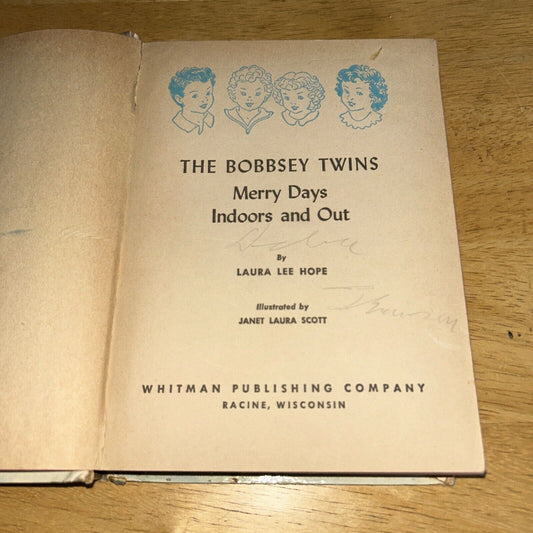 THE BOBBSEY TWINS
Merry Days
Indoors and Out
By
LAURA LEE HOPE
Illustrated by
JANET LAURA SCOTT
WHITMAN PUBLISHING COMPANY
RACINE, WISCONSIN